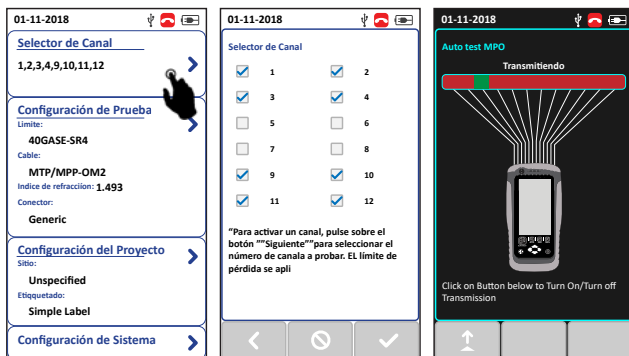 01-11-2018
Selector de Canal
1,2,3,4,9,10,11,12
Configuración de Prueba
Limite:
40GASE-SR4
Cable:
MTP/MPP-OM2
Indice de refracciíon: 1.493
Conector:
Generic
Configuración del Proyecto
Sitio:
Unspecified
Etiqquetado:
Simple Label
Configuración de Sistema
01-11-2018
Selector de Canal
1 2
3 4
5 6
7 8
9 10
11 12
"Para activar un canal, pulse sobre el
botón ""Siguiente""para seleccionar el
número de canala a probar. EL límite de
pérdida se apli
01-11-2018
Auto test MPO
Transmitiendo
Click on Button below to Turn On/Turn off
Transmission